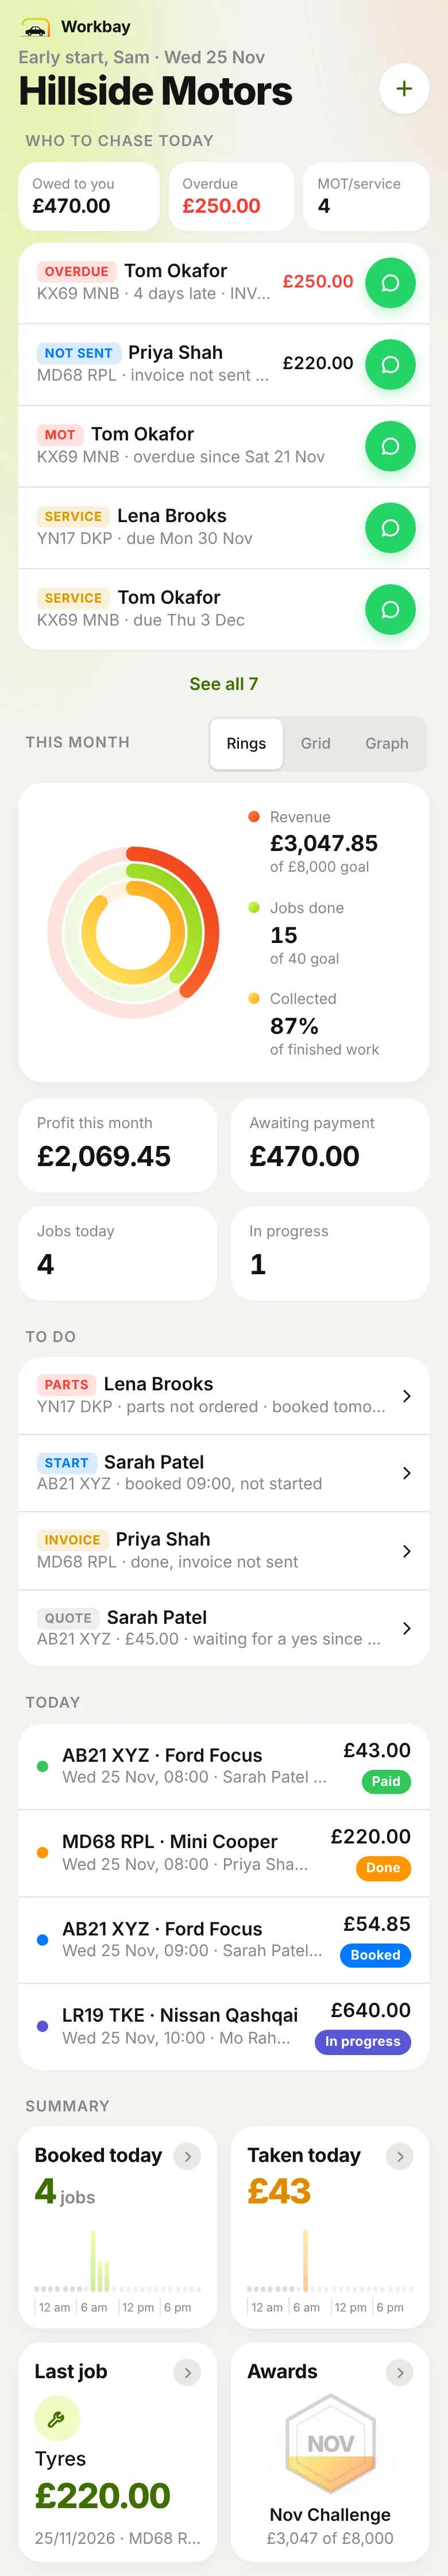 Workbay
Early start, Sam · Wed 25 Nov
Hillside Motors
WHO TO CHASE TODAY
Owed to you
£470.00
Overdue
£250.00
MOT/service
4
OVERDUE Tom Okafor
KX69 MNB · 4 days late · INV...
£250.00
NOT SENT Priya Shah
MD68 RPL · invoice not sent ...
£220.00
MOT Tom Okafor
KX69 MNB · overdue since Sat 21 Nov
SERVICE Lena Brooks
YN17 DKP · due Mon 30 Nov
SERVICE Tom Okafor
KX69 MNB · due Thu 3 Dec
See all 7
THIS MONTH
Rings Grid Graph
Revenue
£3,047.85
of £8,000 goal
Jobs done
15
of 40 goal
Collected
87%
of finished work
Profit this month
£2,069.45
Awaiting payment
£470.00
Jobs today
4
In progress
1
TO DO
PARTS Lena Brooks
YN17 DKP · parts not ordered · booked tomo...
START Sarah Patel
AB21 XYZ · booked 09:00, not started
INVOICE Priya Shah
MD68 RPL · done, invoice not sent
QUOTE Sarah Patel
AB21 XYZ · £45.00 · waiting for a yes since ...
TODAY
AB21 XYZ · Ford Focus
Wed 25 Nov, 08:00 · Sarah Patel ...
£43.00
Paid
MD68 RPL · Mini Cooper
Wed 25 Nov, 08:00 · Priya Sha...
£220.00
Done
AB21 XYZ · Ford Focus
Wed 25 Nov, 09:00 · Sarah Patel...
£54.85
Booked
LR19 TKE · Nissan Qashqai
Wed 25 Nov, 10:00 · Mo Rah...
£640.00
In progress
SUMMARY
Booked today
4 jobs
12 am 6 am 12 pm 6 pm
Taken today
£43
12 am 6 am 12 pm 6 pm
Last job
Tyres
£220.00
25/11/2026 · MD68 R...
Awards
NOV
Nov Challenge
£3,047 of £8,000